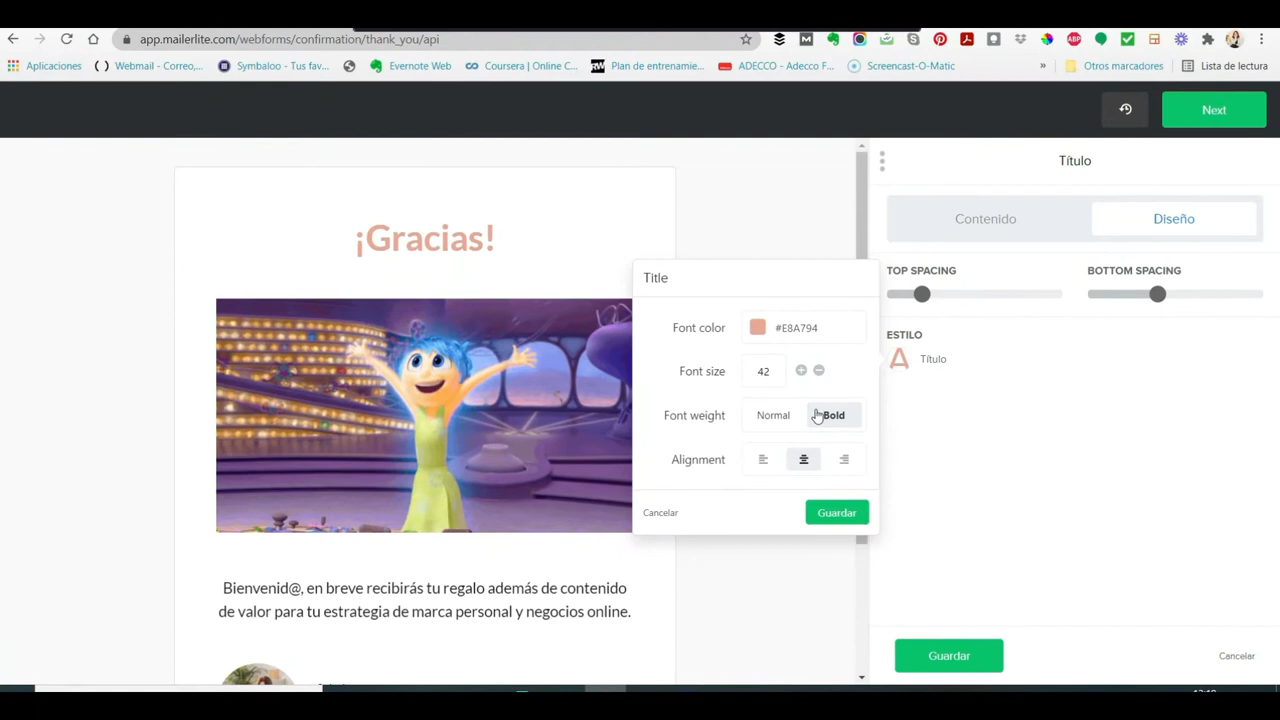 app.mailerlite.com/webforms/confirmation/thank_you/api
Aplicaciones
Webmail - Correo,...
Symbaloo - Tus fav...
Evernote Web
Coursera | Online C...
Plan de entrenamie...
ADECCO - Adecco F...
Screencast-O-Matic
»
Otros marcadores
Lista de lectura
Next
Título
Contenido
Diseño
TOP SPACING
BOTTOM SPACING
ESTILO
A Título
¡Gracias!
Title
Font color
#E8A794
Font size
42
Font weight
Normal
Bold
Alignment
Cancelar
Guardar
Bienvenid@, en breve recibirás tu regalo además de contenido
de valor para tu estrategia de marca personal y negocios online.
Guardar
Cancelar